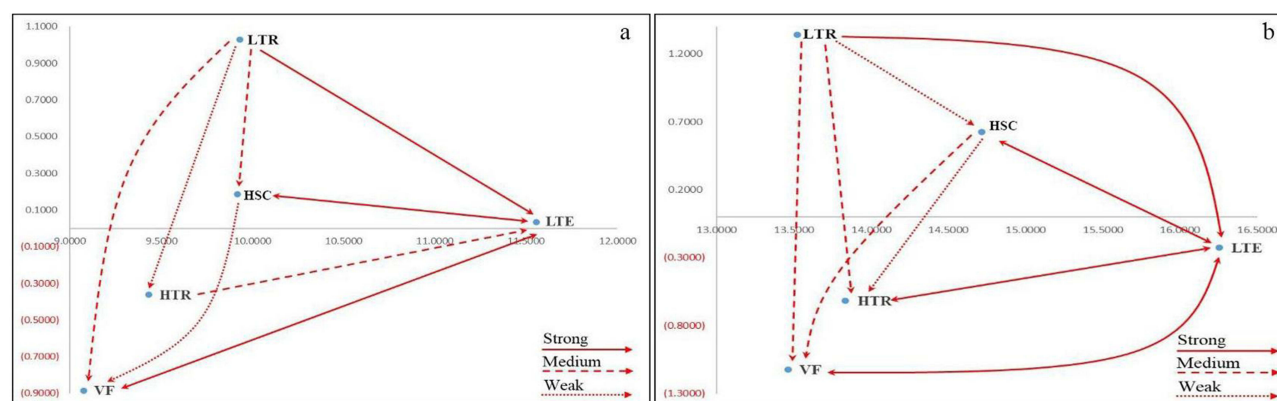 a
1.1000
0.9000
0.7000
0.5000
0.3000
0.1000
(0.1000)
(0.3000)
(0.5000)
(0.7000)
(0.9000)
9.0000 9.5000 10.0000 10.5000 11.0000 11.5000 12.0000
LTR
HSC
LTE
HTR
VF
Strong
Medium
Weak
b
1.2000
0.7000
0.2000
(0.3000)
(0.8000)
(1.3000)
13.0000 13.5000 14.0000 14.5000 15.0000 15.5000 16.0000 16.5000
LTR
HSC
LTE
HTR
VF
Strong
Medium
Weak